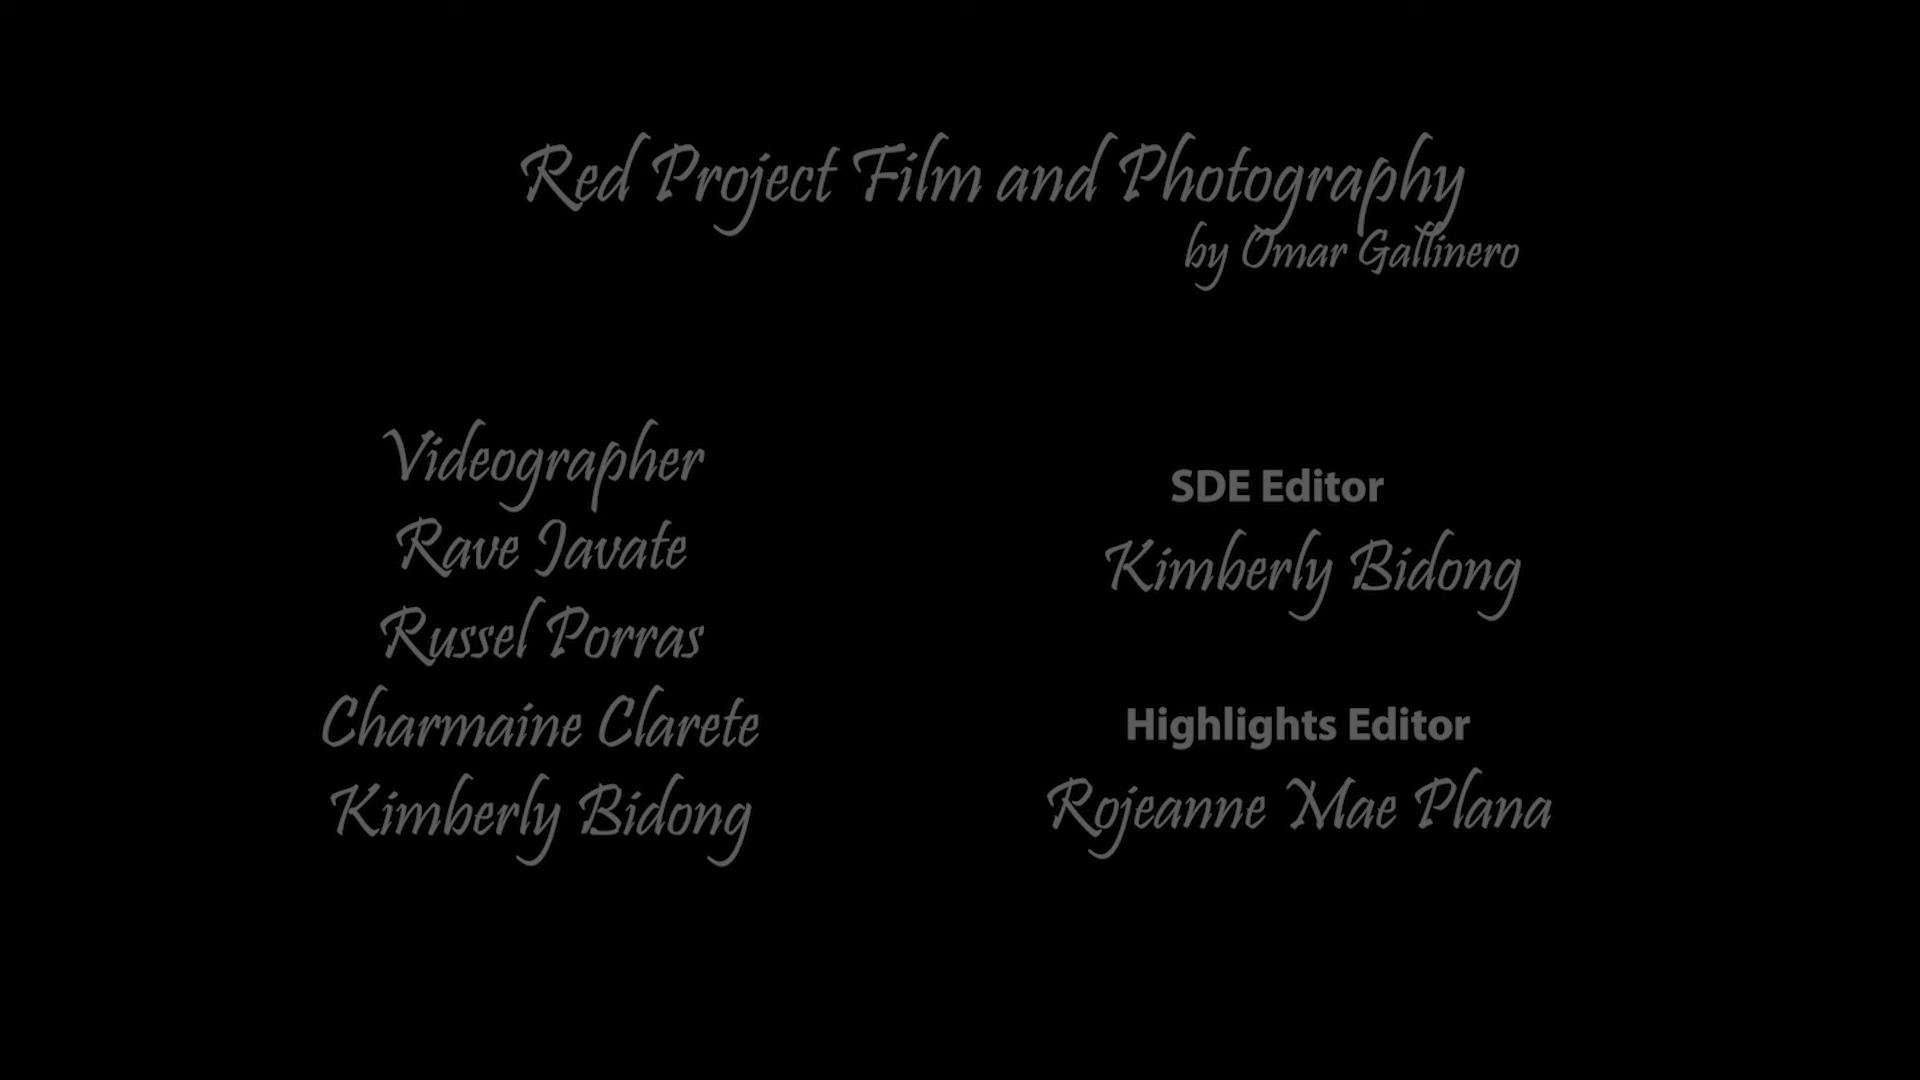 Red Project Film and Photography
by Omar Gallinero
Videographer
Rave Javate
Russel Porras
Charmaine Clarete
Kimberly Bidong
SDE Editor
Kimberly Bidong
Highlights Editor
Rojeanne Mae Plana